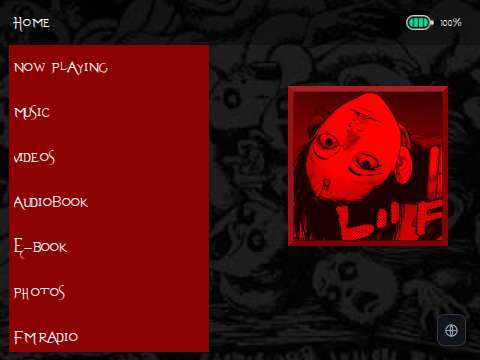 HOME
100%
NOW PLAYING
MUSIC
VIDEOS
AUDIOBOOK
E-BOOK
PHOTOS
FM RADIO